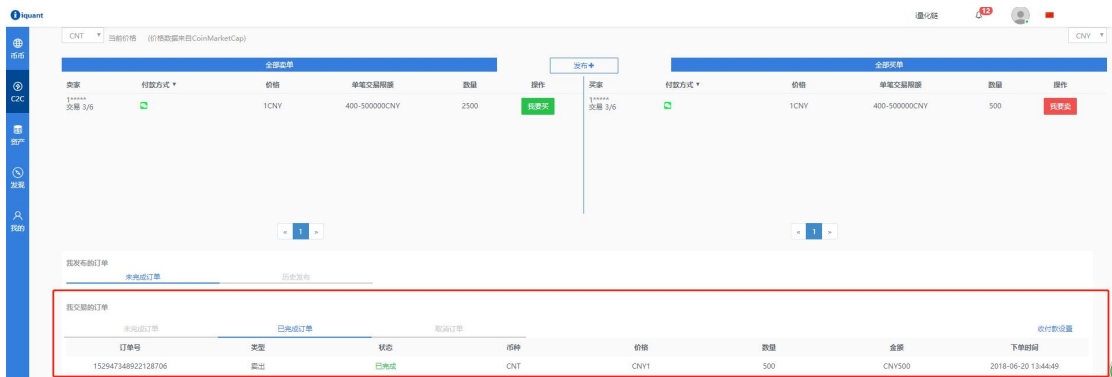 iquant
i量化链
12
币币
C2C
资产
发现
我的
CNT ▼ 当前价格 (价格数据来自CoinMarketCap)
CNY ▼
全部卖单
发布✚
全部买单
卖家 付款方式▼ 价格 单笔交易限额 数量 操作
1*****
交易 3/6 1CNY 400-500000CNY 2500 我要买
买家 付款方式▼ 价格 单笔交易限额 数量 操作
1*****
交易 3/6 1CNY 400-500000CNY 500 我要卖
« 1 »
« 1 »
我发布的订单
未完成订单 历史发布
我交易的订单
未完成订单 已完成订单 取消订单 收付款设置
订单号 类型 状态 币种 价格 数量 金额 下单时间
152947348922128706 卖出 已完成 CNT CNY1 500 CNY500 2018-06-20 13:44:49